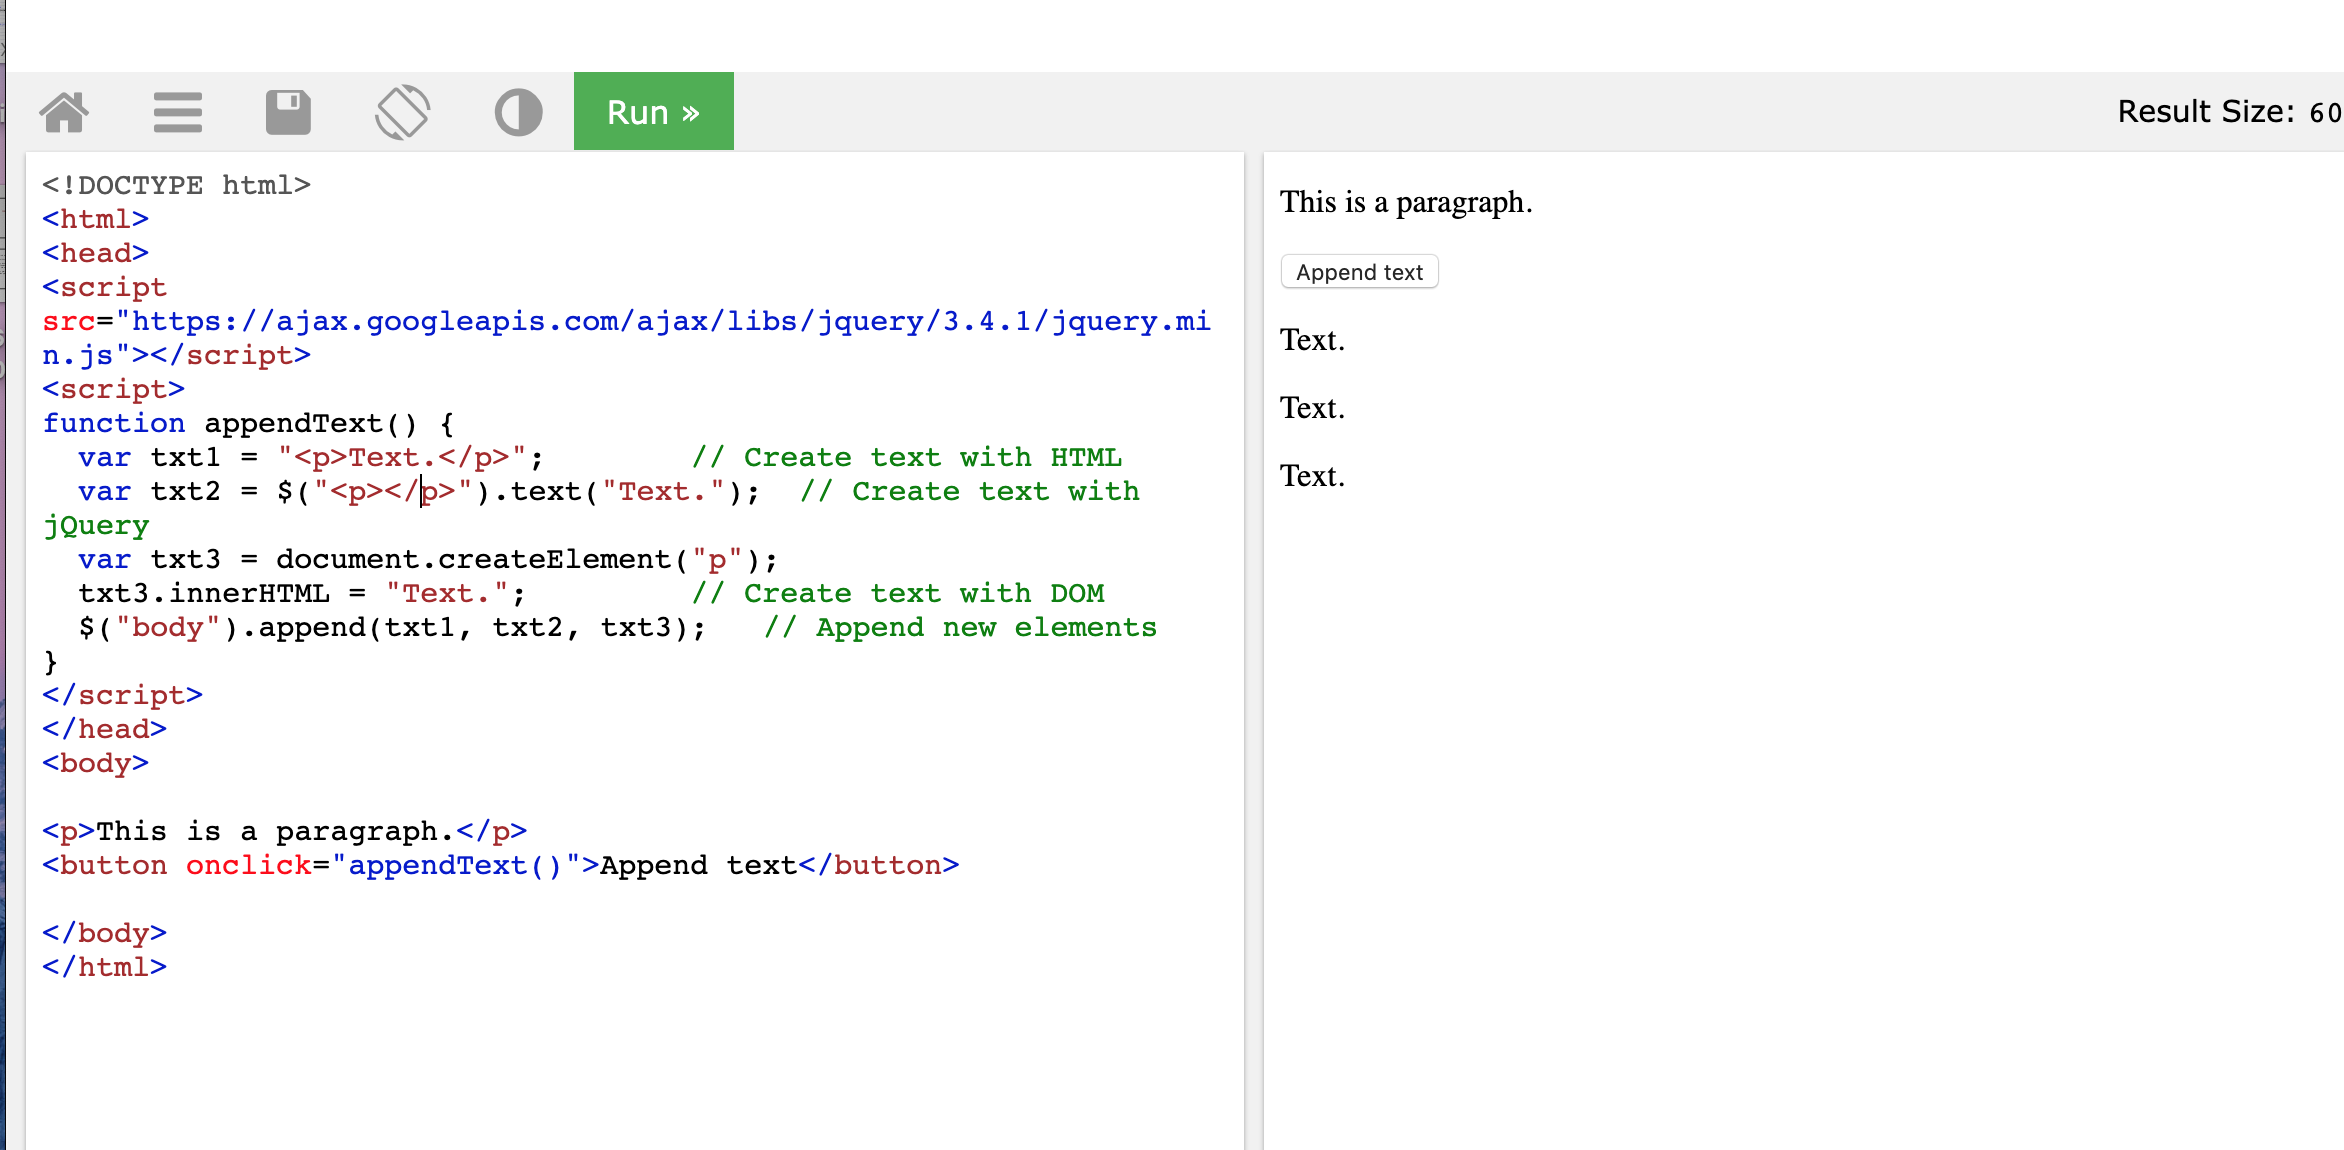 Run »
Result Size: 60
<!DOCTYPE html>
<html>
<head>
<script
src="https://ajax.googleapis.com/ajax/libs/jquery/3.4.1/jquery.mi
n.js"></script>
<script>
function appendText() {
  var txt1 = "<p>Text.</p>";        // Create text with HTML
  var txt2 = $("<p></p>").text("Text.");  // Create text with
jQuery
  var txt3 = document.createElement("p");
  txt3.innerHTML = "Text.";         // Create text with DOM
  $("body").append(txt1, txt2, txt3);   // Append new elements
}
</script>
</head>
<body>

<p>This is a paragraph.</p>
<button onclick="appendText()">Append text</button>

</body>
</html>
This is a paragraph.
Append text
Text.
Text.
Text.